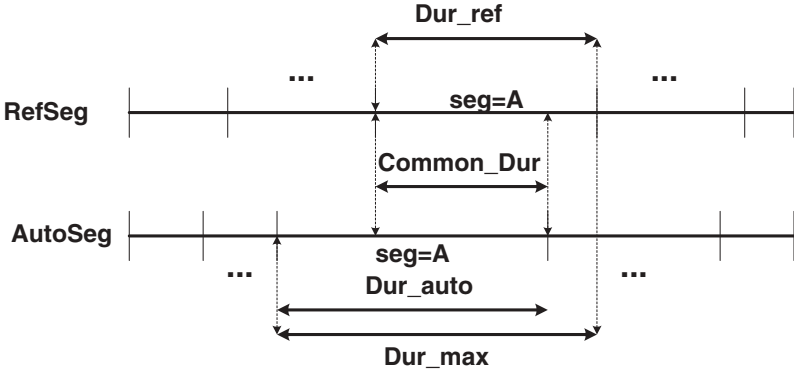 Dur_ref
... ...
RefSeg seg=A
Common_Dur
AutoSeg
seg=A
... ...
Dur_auto
Dur_max